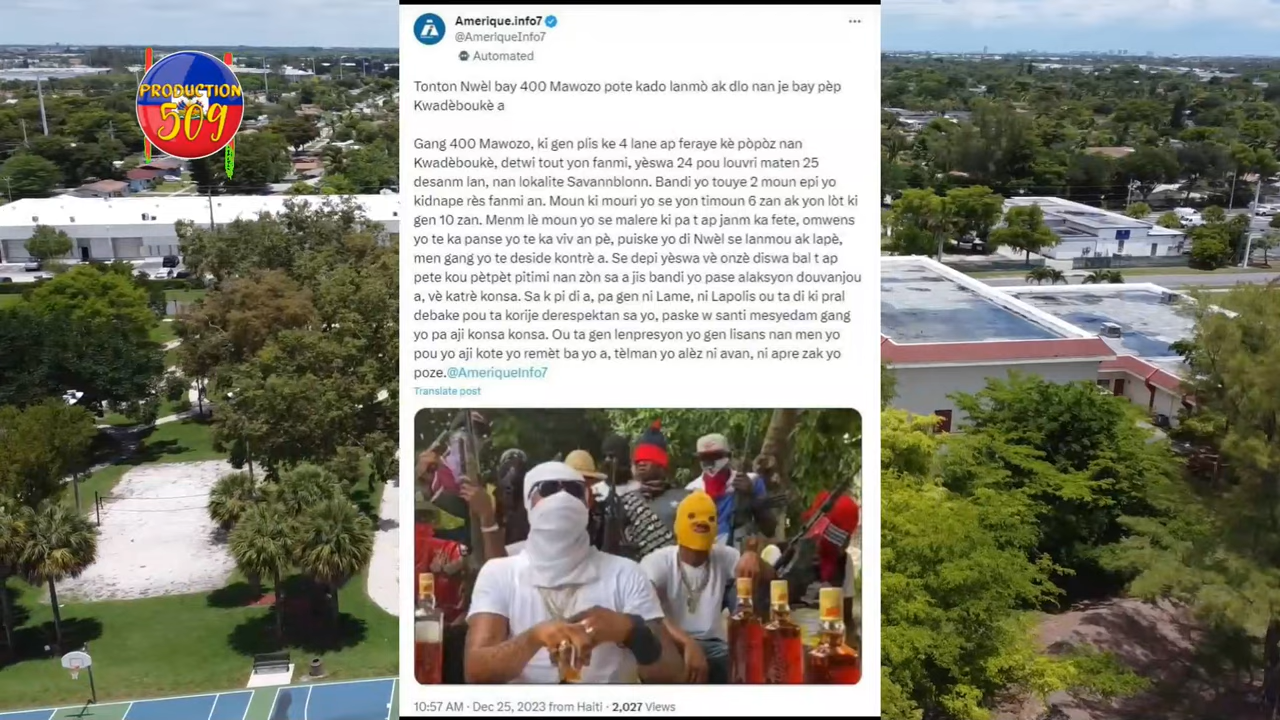 PRODUCTION
509
Amerique.info7
@AmeriqueInfo7
Automated
Tonton Nwèl bay 400 Mawozo pote kado lanmò ak dlo nan je bay pèp
Kwadèboukè a
Gang 400 Mawozo, ki gen plis ke 4 lane ap feraye kè pòpòz nan
Kwadèboukè, detwi tout yon fanmi, yèswa 24 pou louvri maten 25
desanm lan, nan lokalite Savannblonn. Bandi yo touye 2 moun epi yo
kidnape rès fanmi an. Moun ki mouri yo se yon timoun 6 zan ak yon lòt ki
gen 10 zan. Menm lè moun yo se malere ki pa t ap janm ka fete, omwens
yo te ka panse yo te ka viv an pè, puiske yo di Nwèl se lanmou ak lapè,
men gang yo te deside kontrè a. Se depi yèswa vè onzè diswa bal t ap
pete kou pètpèt pitimi nan zòn sa a jis bandi yo pase alaksyon douvanjou
a, vè katrè konsa. Sa k pi di a, pa gen ni Lame, ni Lapolis ou ta di ki pral
debake pou ta korije derespektan sa yo, paske w santi mesyedam gang
yo pa aji konsa konsa. Ou ta gen lenpresyon yo gen lisans nan men yo
pou yo aji kote yo remèt ba yo a, tèlman yo alèz ni avan, ni apre zak yo
poze.@AmeriqueInfo7
Translate post
10:57 AM · Dec 25, 2023 from Haiti · 2,027 Views